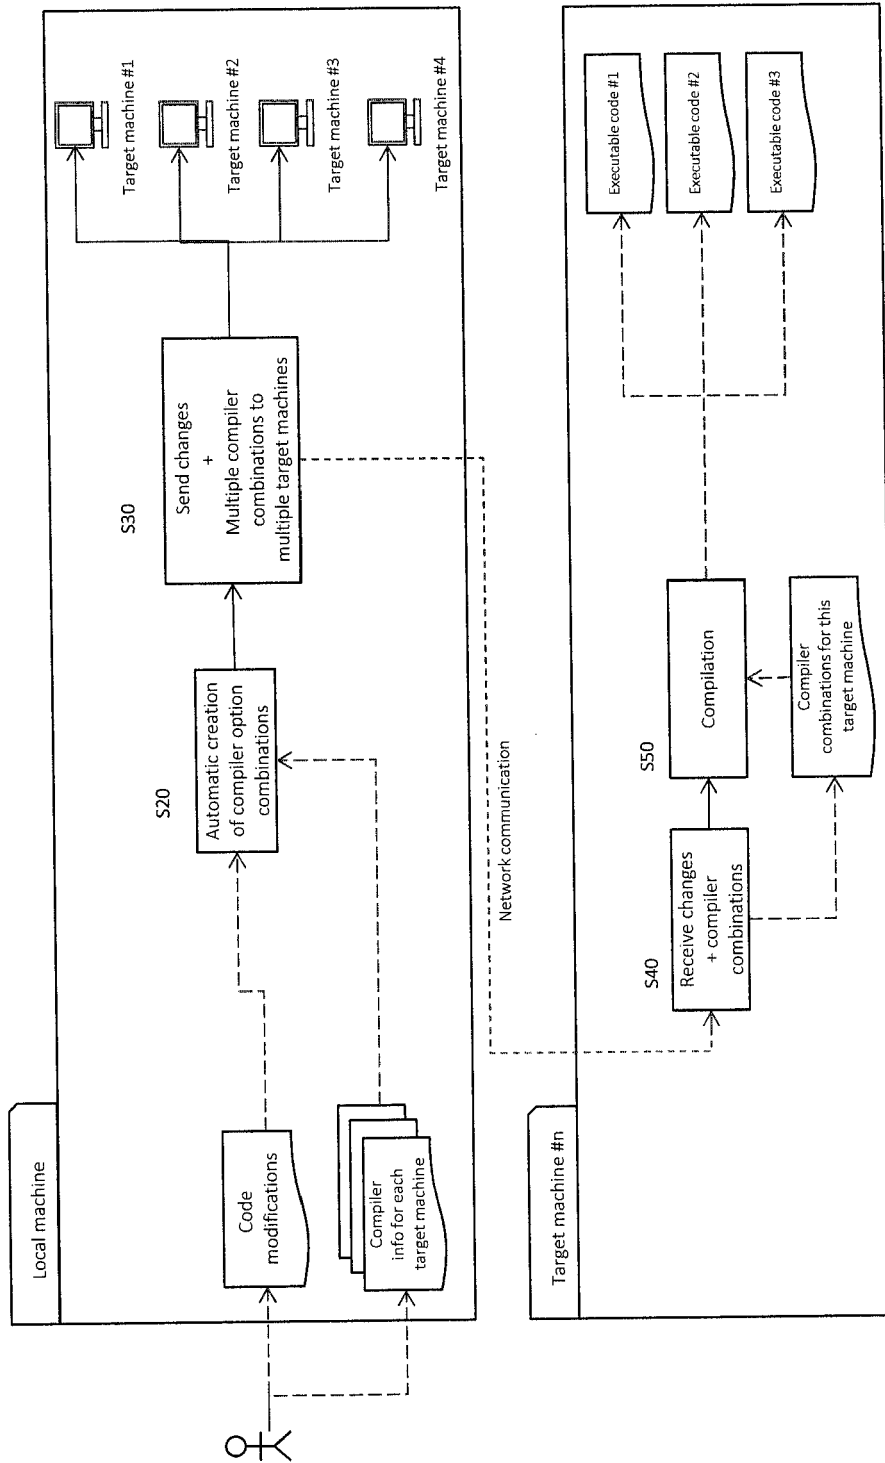 Local machine
Code
modifications
Compiler
info for each
target machine
S20
Automatic creation
of compiler option
combinations
S30
Send changes
+
Multiple compiler
combinations to
multiple target machines
Target machine #1
Target machine #2
Target machine #3
Target machine #4
Network communication
Target machine #n
S40
Receive changes
+ compiler
combinations
S50
Compilation
Compiler
combinations for this
target machine
Executable code #1
Executable code #2
Executable code #3